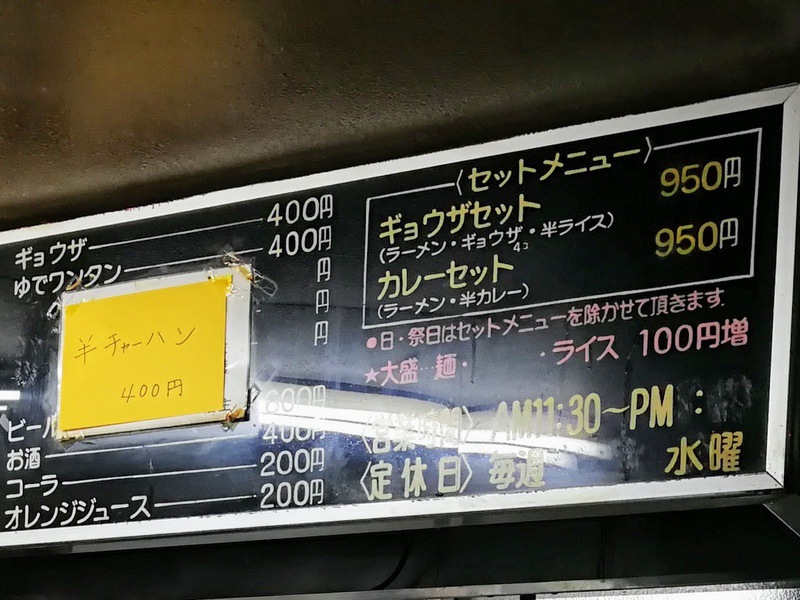 ギョウザ 400円
ゆでワンタン 400円
円
円
円
半チャーハン
400円
ビール
400円
お酒 200円
コーラ 200円
オレンジジュース
〈セットメニュー〉
ギョウザセット 950円
(ラーメン・ギョウザ・半ライス)
4コ
カレーセット 950円
(ラーメン・半カレー)
●日・祭日はセットメニューを除かせて頂きます.
★大盛…麺・ ・ライス 100円増
〈営業時間〉 AM11:30〜PM :
〈定休日〉 毎週 水曜